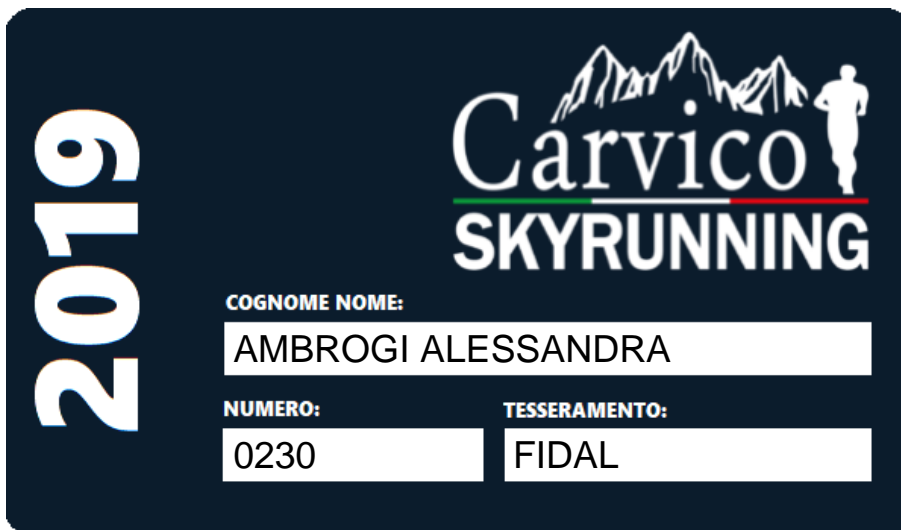 2019
Carvico
SKYRUNNING
COGNOME NOME:
AMBROGI ALESSANDRA
NUMERO:
TESSERAMENTO:
0230
FIDAL